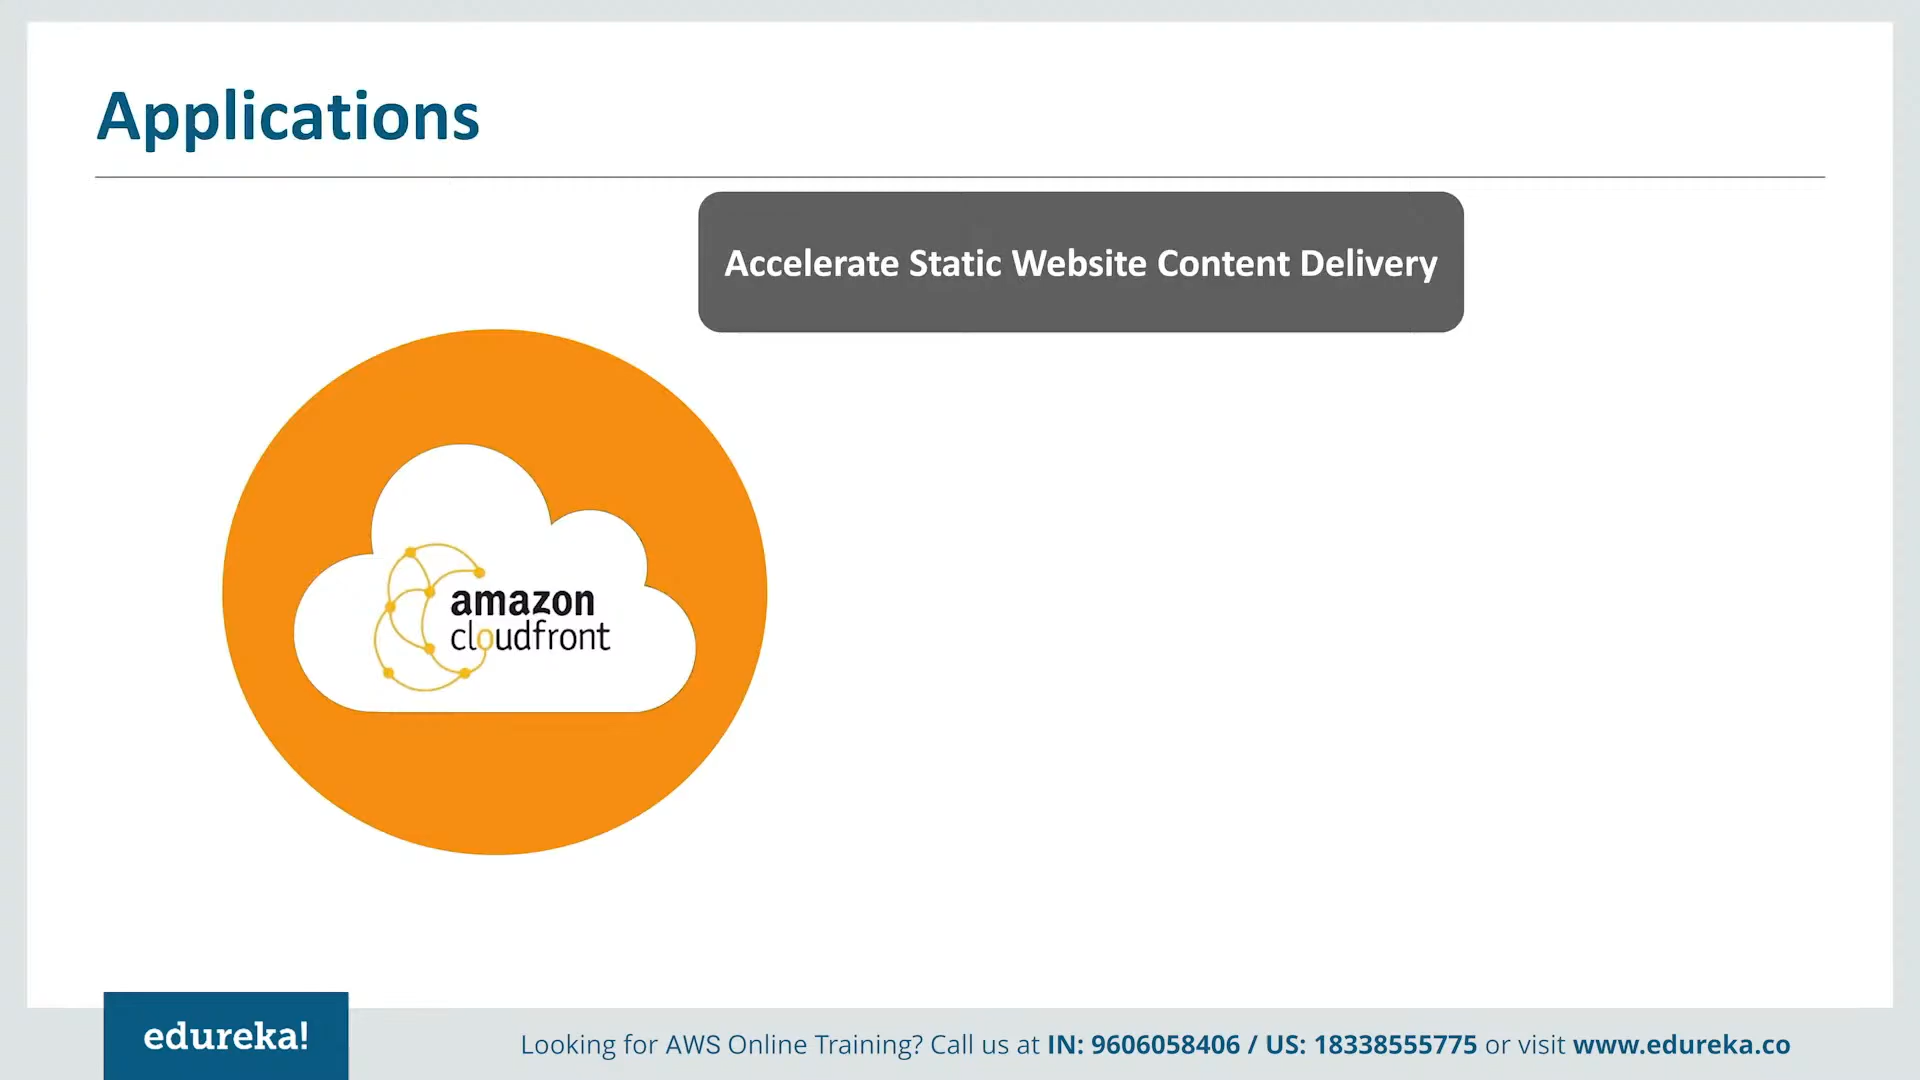 Applications
Accelerate Static Website Content Delivery
amazon
cloudfront
edureka!
Looking for AWS Online Training? Call us at IN: 9606058406 / US: 18338555775 or visit www.edureka.co